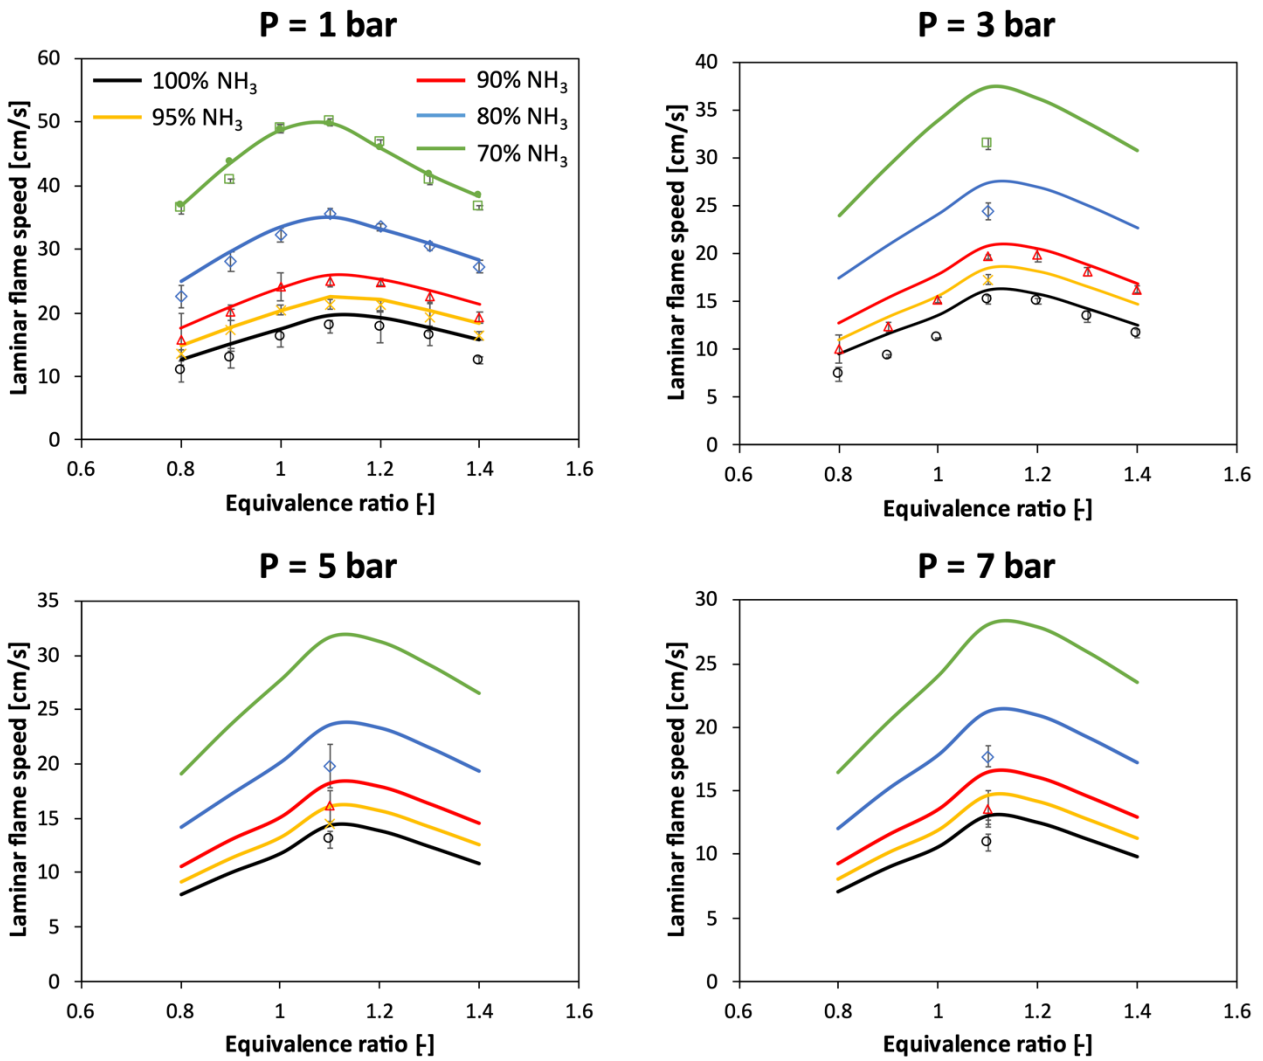 P = 1 bar
60
50
40
30
20
10
0
Laminar flame speed [cm/s]
100% NH₃
95% NH₃
90% NH₃
80% NH₃
70% NH₃
0.6 0.8 1 1.2 1.4 1.6
Equivalence ratio [-]
P = 3 bar
40
35
30
25
20
15
10
5
0
Laminar flame speed [cm/s]
0.6 0.8 1 1.2 1.4 1.6
Equivalence ratio [-]
P = 5 bar
35
30
25
20
15
10
5
0
Laminar flame speed [cm/s]
0.6 0.8 1 1.2 1.4 1.6
Equivalence ratio [-]
P = 7 bar
30
25
20
15
10
5
0
Laminar flame speed [cm/s]
0.6 0.8 1 1.2 1.4 1.6
Equivalence ratio [-]